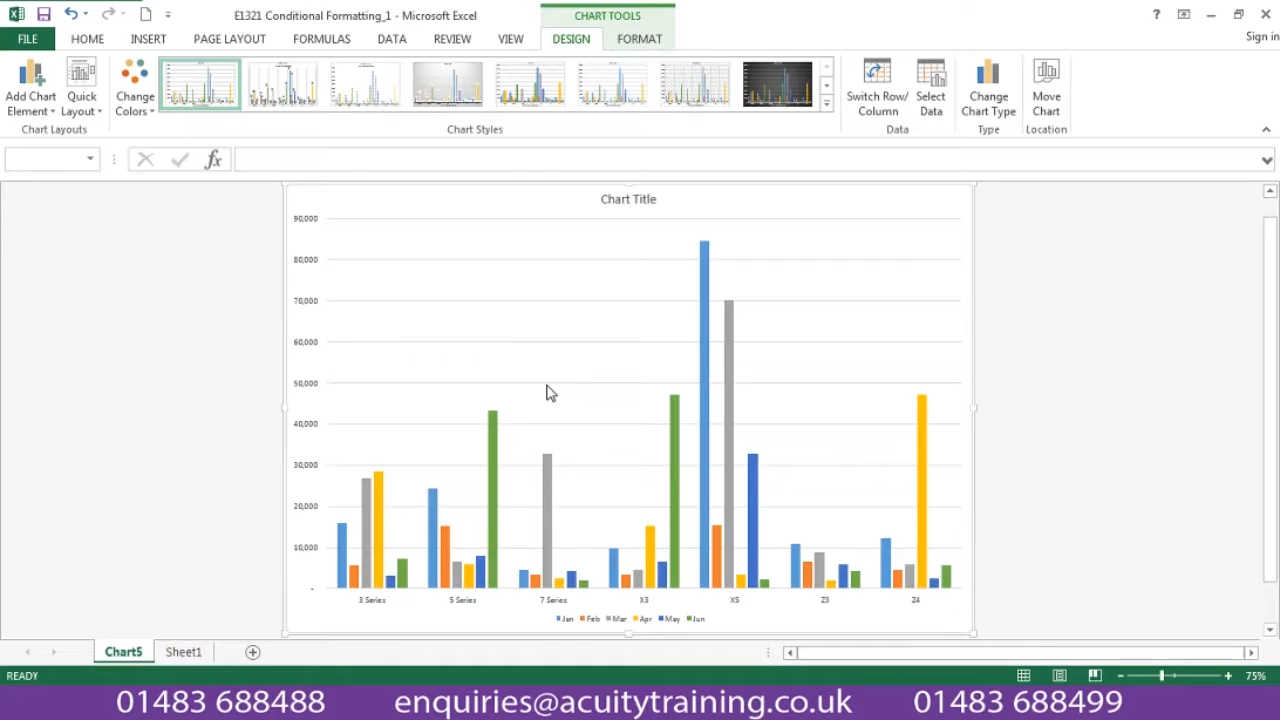 E1321 Conditional Formatting_1 - Microsoft Excel
CHART TOOLS
?
FILE
HOME
INSERT
PAGE LAYOUT
FORMULAS
DATA
REVIEW
VIEW
DESIGN
FORMAT
Sign in
Add Chart
Element
Quick
Layout
Change
Colors
Switch Row/
Column
Select
Data
Change
Chart Type
Move
Chart
Chart Layouts
Chart Styles
Data
Type
Location
fx
Chart Title
90,000
80,000
70,000
60,000
50,000
40,000
30,000
20,000
10,000
-
3 Series
5 Series
7 Series
X3
X5
Z3
Z4
Jan
Feb
Mar
Apr
May
Jun
Chart5
Sheet1
READY
75%
01483 688488
enquiries@acuitytraining.co.uk
01483 688499